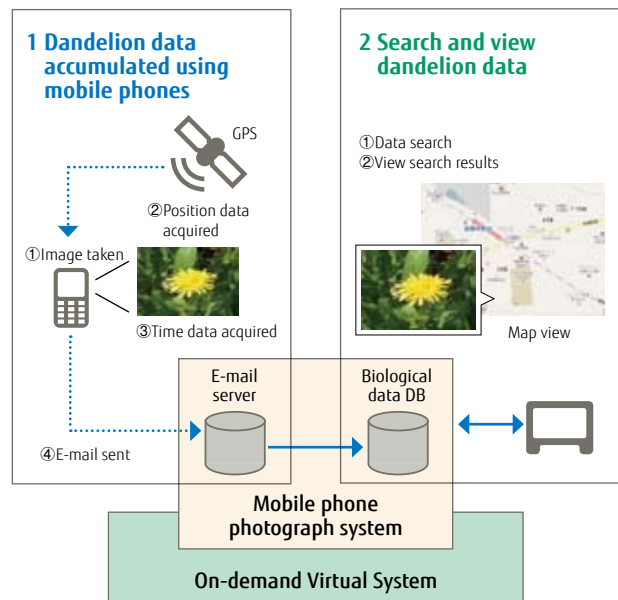 1 Dandelion data
accumulated using
mobile phones
GPS
②Position data
acquired
①Image taken
③Time data acquired
④E-mail sent
2 Search and view
dandelion data
①Data search
②View search results
Map view
E-mail
server
Biological
data DB
Mobile phone
photograph system
On-demand Virtual System